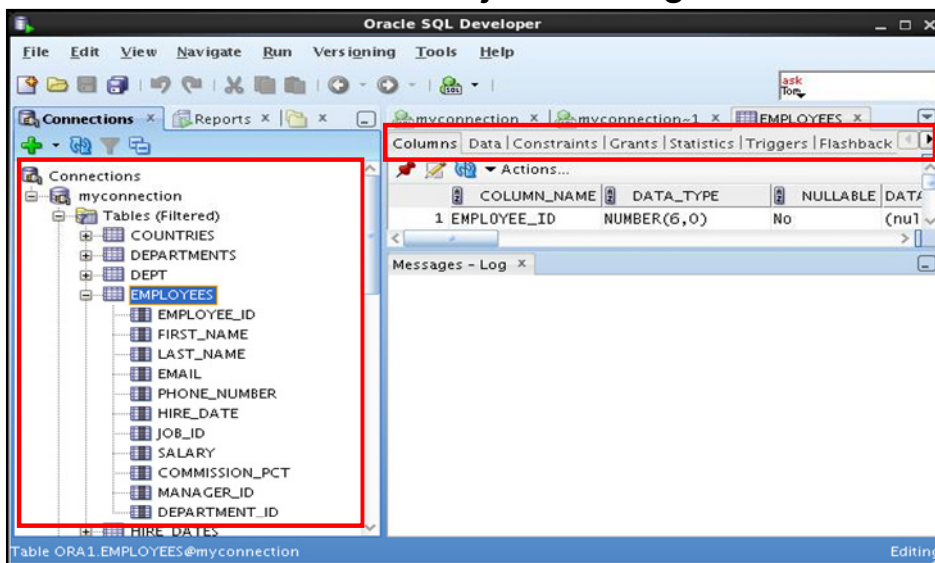 Oracle SQL Developer
File Edit View Navigate Run Versioning Tools Help
ask
Tom
Connections Reports
myconnection myconnection~1 EMPLOYEES
Columns Data Constraints Grants Statistics Triggers Flashback
Actions...
COLUMN_NAME DATA_TYPE NULLABLE DATA
1 EMPLOYEE_ID NUMBER(6,0) No (nul
Messages - Log
Connections
myconnection
Tables (Filtered)
COUNTRIES
DEPARTMENTS
DEPT
EMPLOYEES
EMPLOYEE_ID
FIRST_NAME
LAST_NAME
EMAIL
PHONE_NUMBER
HIRE_DATE
JOB_ID
SALARY
COMMISSION_PCT
MANAGER_ID
DEPARTMENT_ID
HIRE_DATES
Table ORA1.EMPLOYEES@myconnection Editing